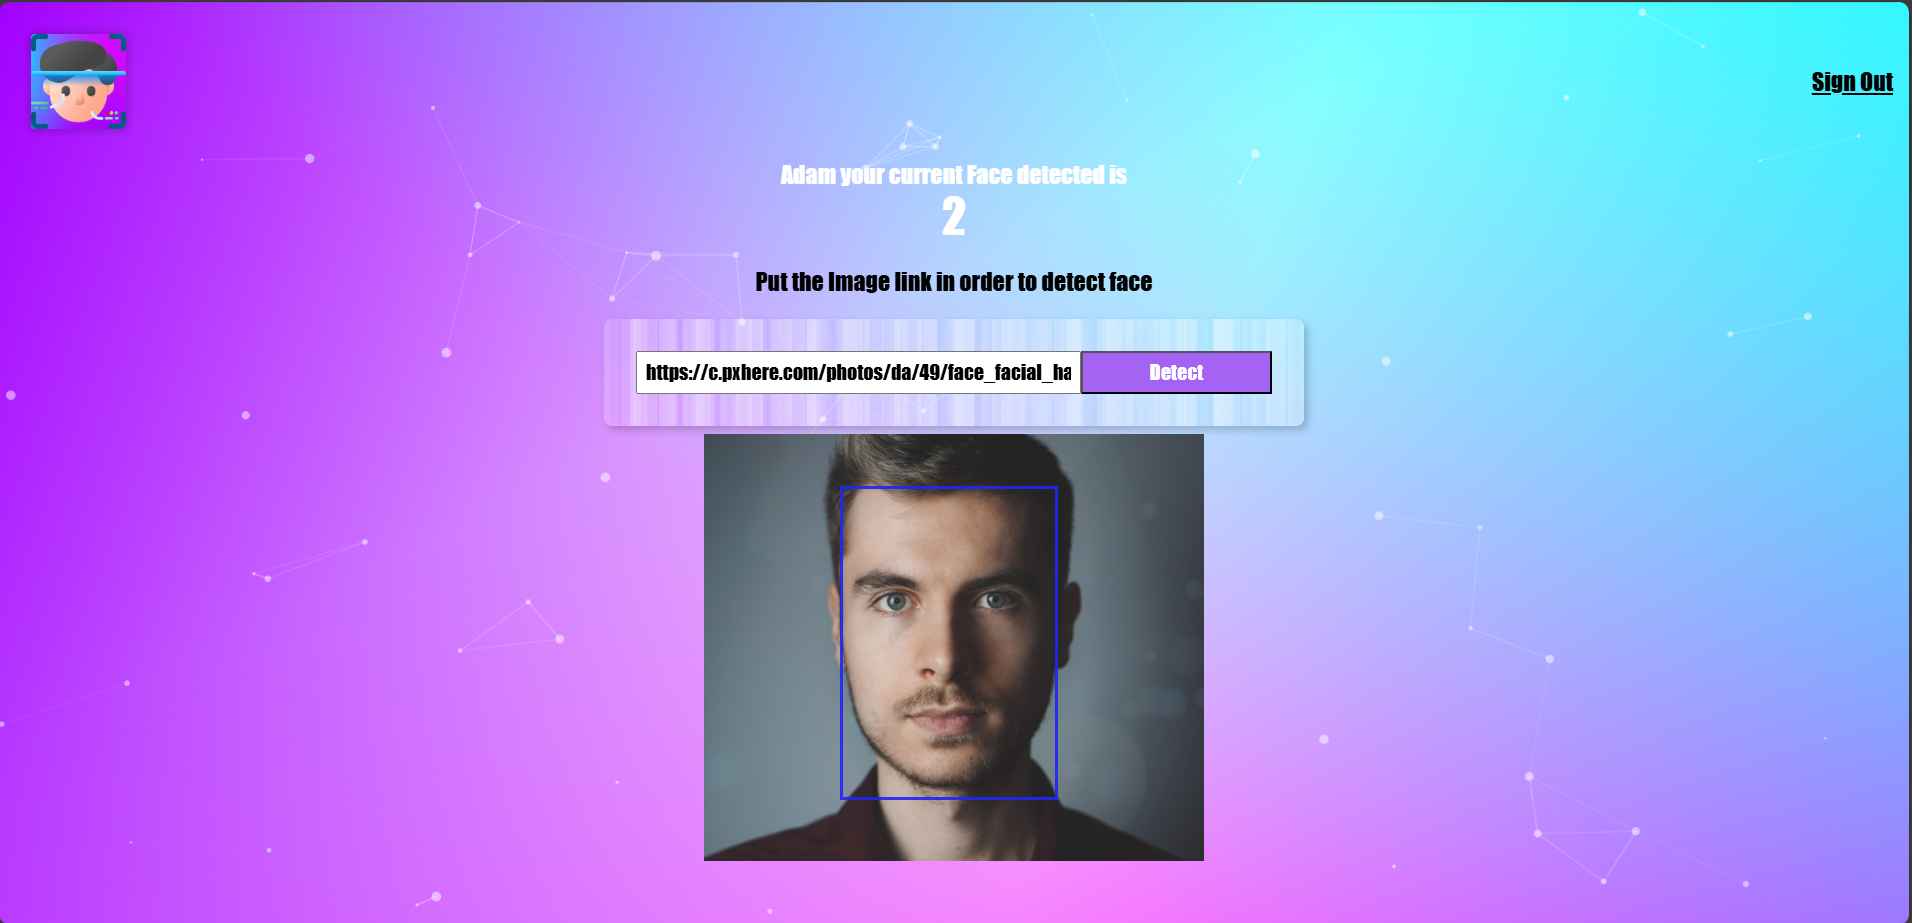 Sign Out
Adam your current Face detected is
2
Put the Image link in order to detect face
https://c.pxhere.com/photos/da/49/face_facial_ha
Detect